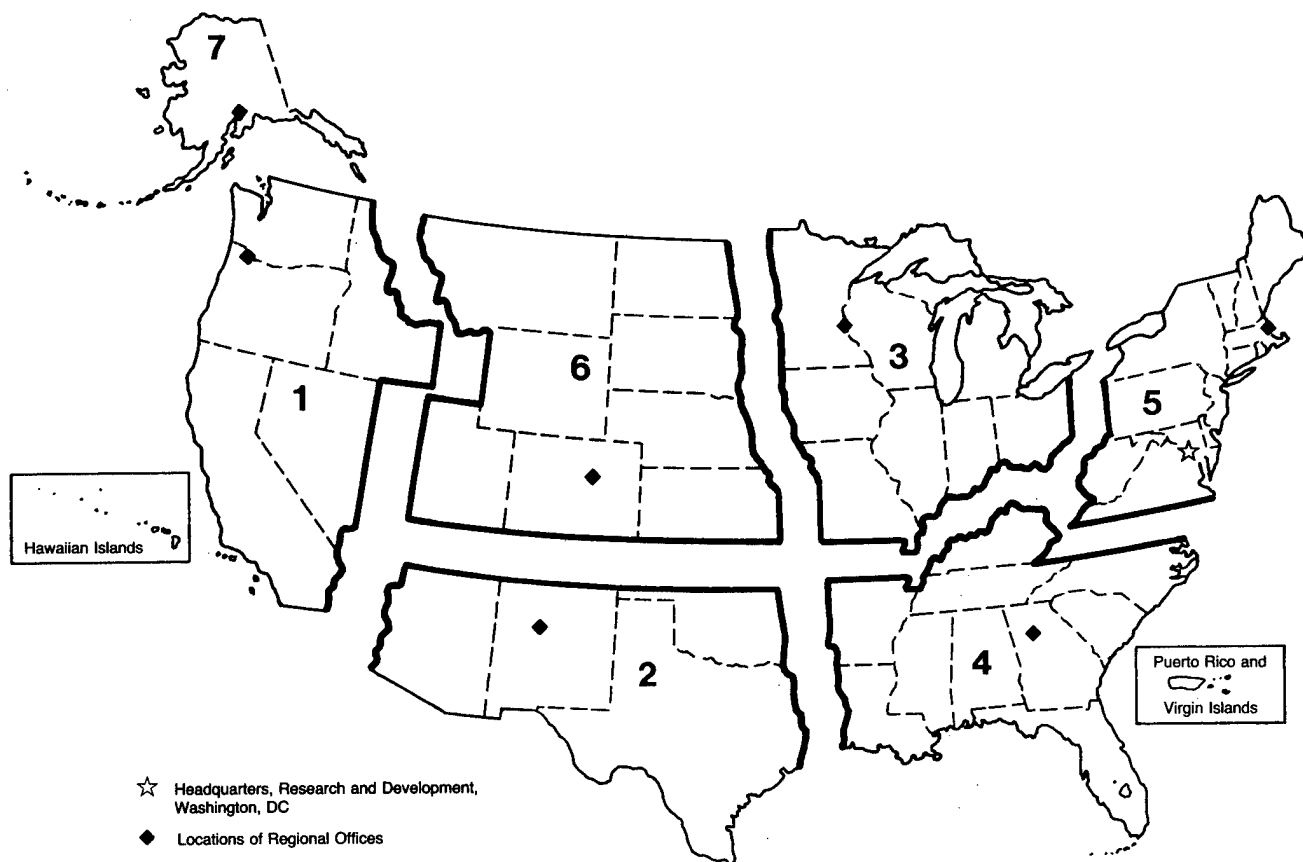 7
6
3
1
5
Hawaiian Islands
2
4
Puerto Rico and
Virgin Islands
Headquarters, Research and Development,
Washington, DC
Locations of Regional Offices